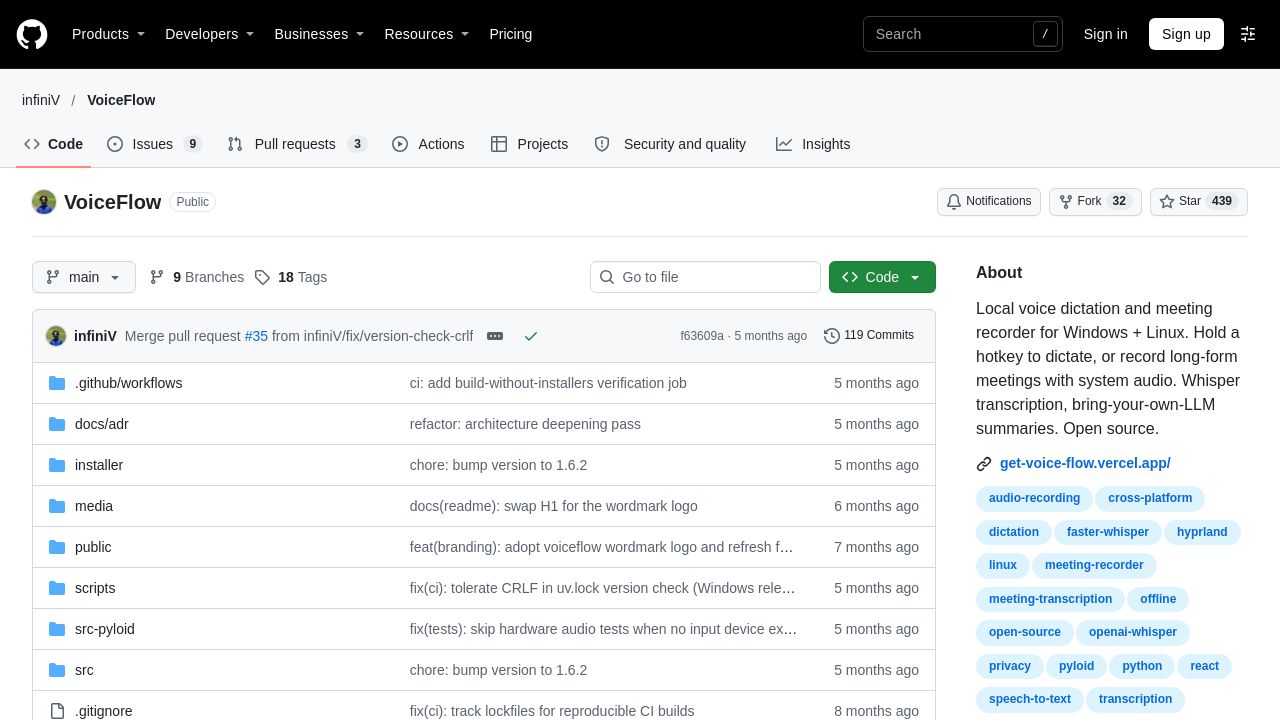 Products Developers Businesses Resources Pricing Search / Sign in Sign up
infiniV / VoiceFlow
Code Issues 9 Pull requests 3 Actions Projects Security and quality Insights
VoiceFlow Public Notifications Fork 32 Star 439
main 9 Branches 18 Tags Go to file Code
infiniV Merge pull request #35 from infiniV/fix/version-check-crlf f63609a · 5 months ago 119 Commits
.github/workflows ci: add build-without-installers verification job 5 months ago
docs/adr refactor: architecture deepening pass 5 months ago
installer chore: bump version to 1.6.2 5 months ago
media docs(readme): swap H1 for the wordmark logo 6 months ago
public feat(branding): adopt voiceflow wordmark logo and refresh f… 7 months ago
scripts fix(ci): tolerate CRLF in uv.lock version check (Windows rele… 5 months ago
src-pyloid fix(tests): skip hardware audio tests when no input device ex… 5 months ago
src chore: bump version to 1.6.2 5 months ago
.gitignore fix(ci): track lockfiles for reproducible CI builds 8 months ago
About
Local voice dictation and meeting
recorder for Windows + Linux. Hold a
hotkey to dictate, or record long-form
meetings with system audio. Whisper
transcription, bring-your-own-LLM
summaries. Open source.
get-voice-flow.vercel.app/
audio-recording cross-platform
dictation faster-whisper hyprland
linux meeting-recorder
meeting-transcription offline
open-source openai-whisper
privacy pyloid python react
speech-to-text transcription